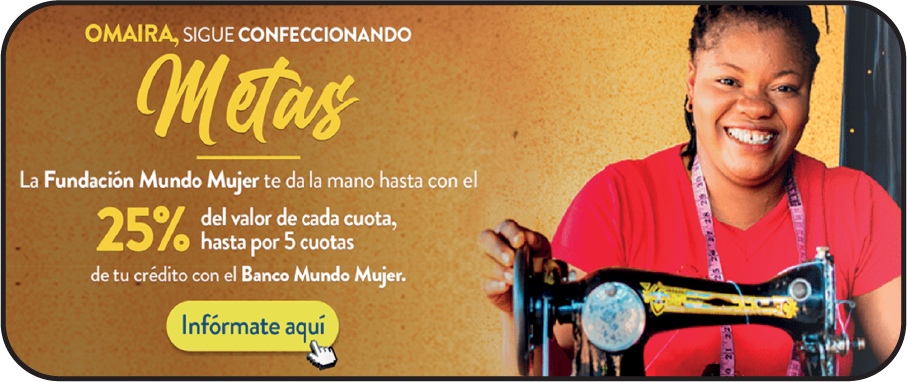 OMAIRA, SIGUE CONFECCIONANDO
Metas
La Fundación Mundo Mujer te da la mano hasta con el
25% del valor de cada cuota,
hasta por 5 cuotas
de tu crédito con el Banco Mundo Mujer.
Infórmate aquí